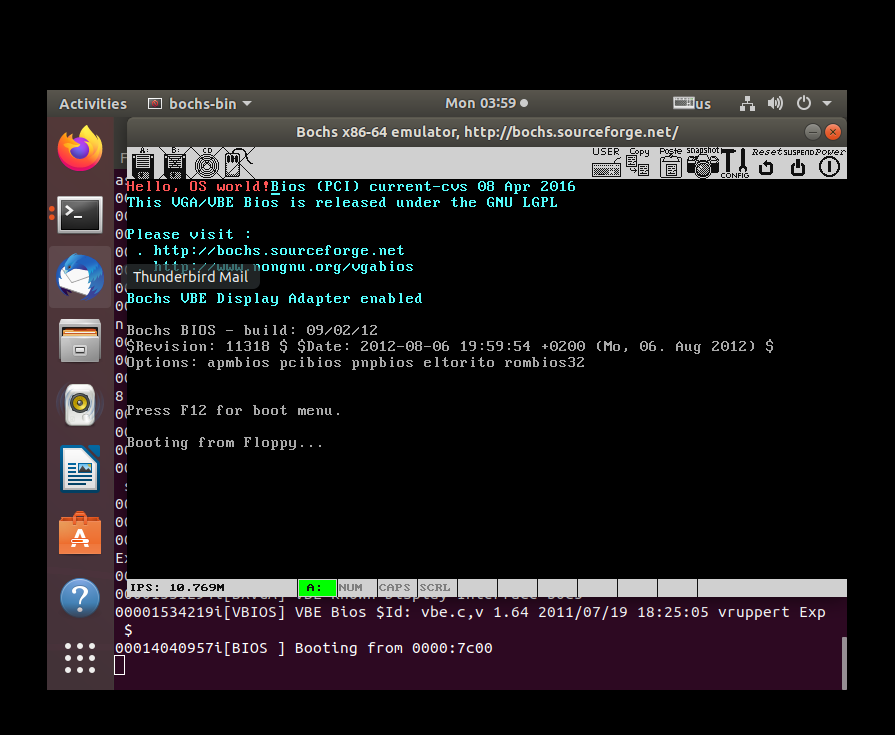 Activities bochs-bin Mon 03:59 us
Bochs x86-64 emulator, http://bochs.sourceforge.net/
A: B: CD USER Copy Paste snapshot CONFIG Reset SUSPEND Power
Hello, OS world!Bios (PCI) current-cvs 08 Apr 2016
This VGA/VBE Bios is released under the GNU LGPL
Please visit :
. http://bochs.sourceforge.net
. http://www.nongnu.org/vgabios
Thunderbird Mail
Bochs VBE Display Adapter enabled
Bochs BIOS - build: 09/02/12
$Revision: 11318 $ $Date: 2012-08-06 19:59:54 +0200 (Mo, 06. Aug 2012) $
Options: apmbios pcibios pnpbios eltorito rombios32
Press F12 for boot menu.
Booting from Floppy...
IPS: 10.769M A: NUM CAPS SCRL
00001534219i[VBIOS] VBE Bios $Id: vbe.c,v 1.64 2011/07/19 18:25:05 vruppert Exp
$
00014040957i[BIOS ] Booting from 0000:7c00